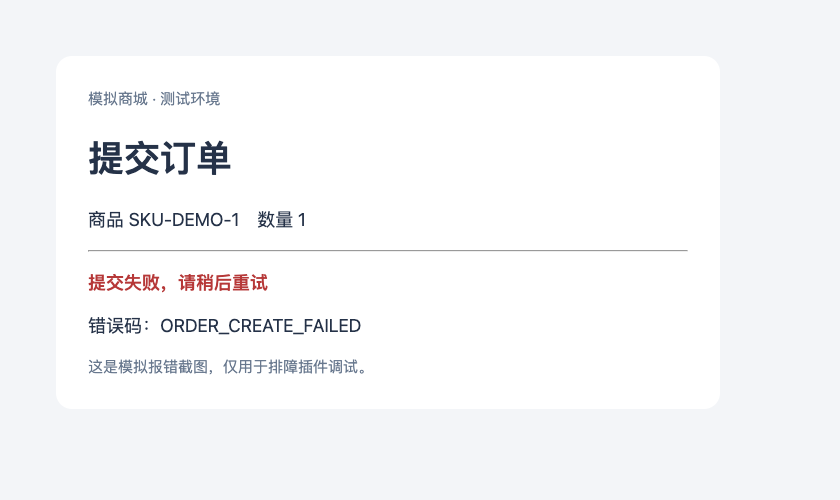 模拟商城 · 测试环境
提交订单
商品 SKU-DEMO-1 数量 1
提交失败，请稍后重试
错误码：ORDER_CREATE_FAILED
这是模拟报错截图，仅用于排障插件调试。